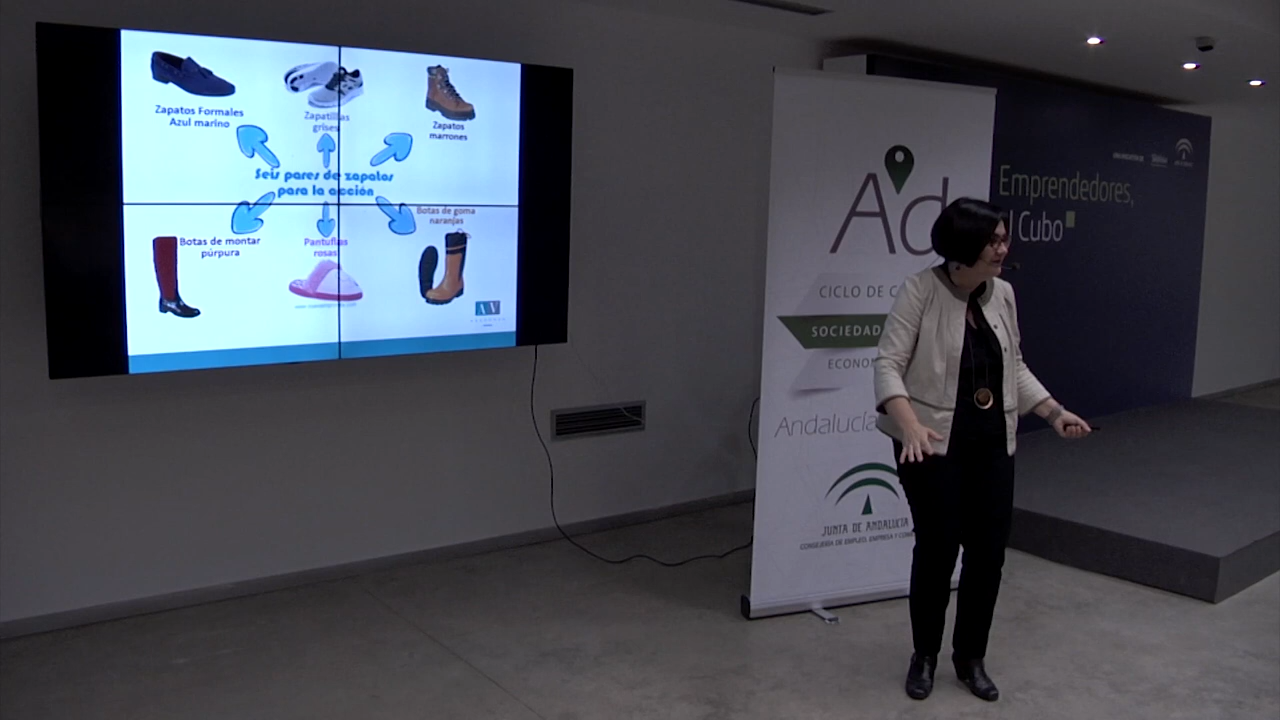 Zapatos Formales
Azul marino
Zapatillas
grises
Zapatos
marrones
Seis pares de zapatos
para la acción
Botas de montar
púrpura
Pantuflas
rosas
Botas de goma
naranjas
Ad
CICLO DE
SOCIEDAD
ECONO
Andalucía
JUNTA DE ANDALUCIA
CONSEJERÍA DE EMPLEO, EMPRESA Y
Emprendedores,
al Cubo